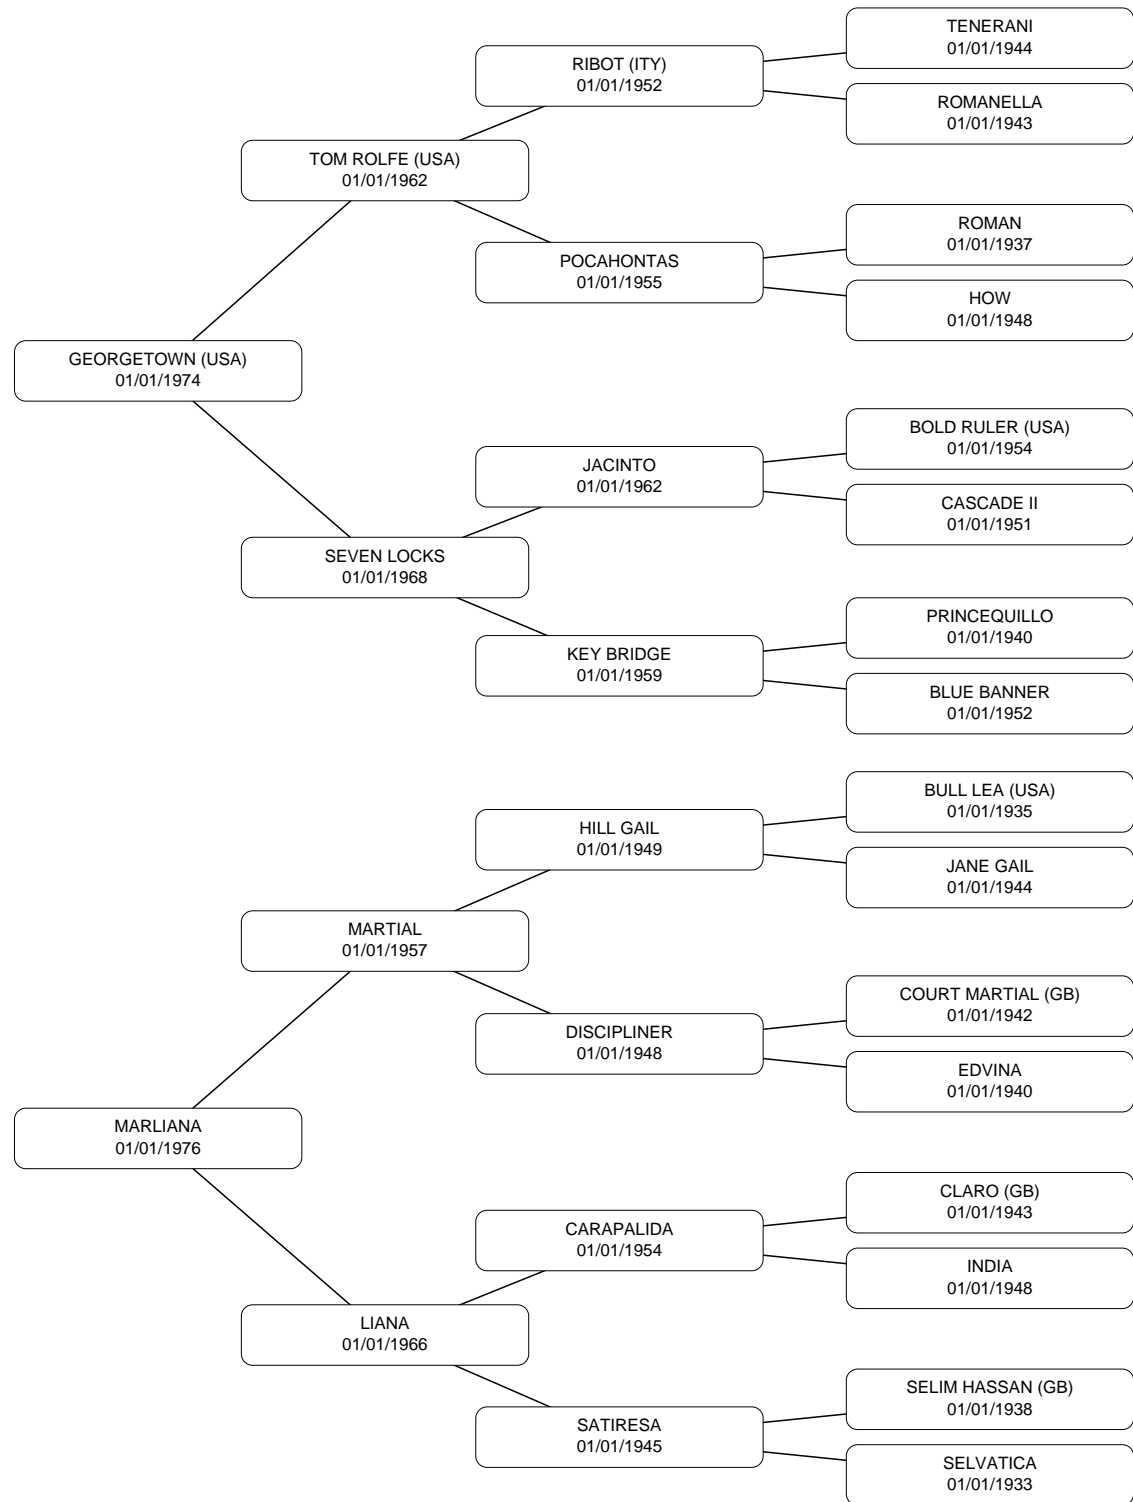 TENERANI
01/01/1944
RIBOT (ITY)
01/01/1952
ROMANELLA
01/01/1943
TOM ROLFE (USA)
01/01/1962
ROMAN
01/01/1937
POCAHONTAS
01/01/1955
HOW
01/01/1948
GEORGETOWN (USA)
01/01/1974
BOLD RULER (USA)
01/01/1954
JACINTO
01/01/1962
CASCADE II
01/01/1951
SEVEN LOCKS
01/01/1968
PRINCEQUILLO
01/01/1940
KEY BRIDGE
01/01/1959
BLUE BANNER
01/01/1952
BULL LEA (USA)
01/01/1935
HILL GAIL
01/01/1949
JANE GAIL
01/01/1944
MARTIAL
01/01/1957
COURT MARTIAL (GB)
01/01/1942
DISCIPLINER
01/01/1948
EDVINA
01/01/1940
MARLIANA
01/01/1976
CLARO (GB)
01/01/1943
CARAPALIDA
01/01/1954
INDIA
01/01/1948
LIANA
01/01/1966
SELIM HASSAN (GB)
01/01/1938
SATIRESA
01/01/1945
SELVATICA
01/01/1933